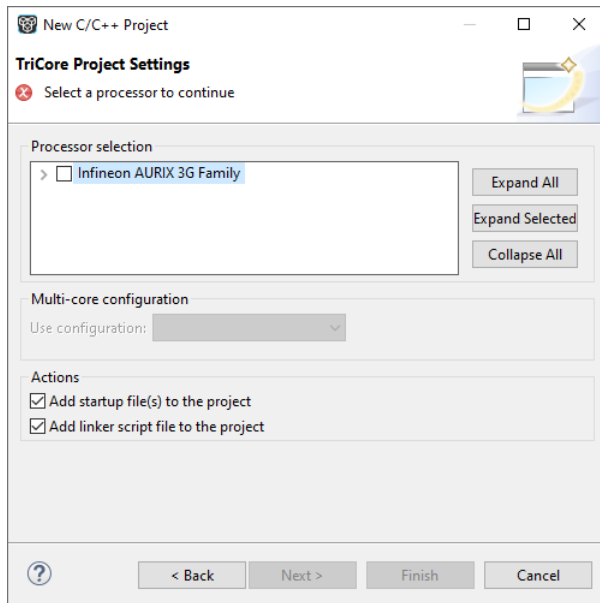 New C/C++ Project
TriCore Project Settings
Select a processor to continue
Processor selection
Infineon AURIX 3G Family
Expand All
Expand Selected
Collapse All
Multi-core configuration
Use configuration:
Actions
Add startup file(s) to the project
Add linker script file to the project
?
< Back
Next >
Finish
Cancel